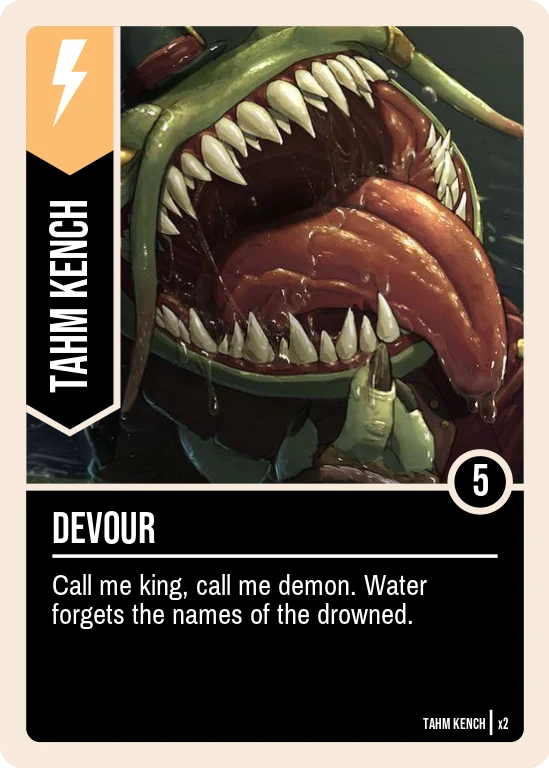 TAHM KENCH
5
DEVOUR
Call me king, call me demon. Water
forgets the names of the drowned.
TAHM KENCH | x2